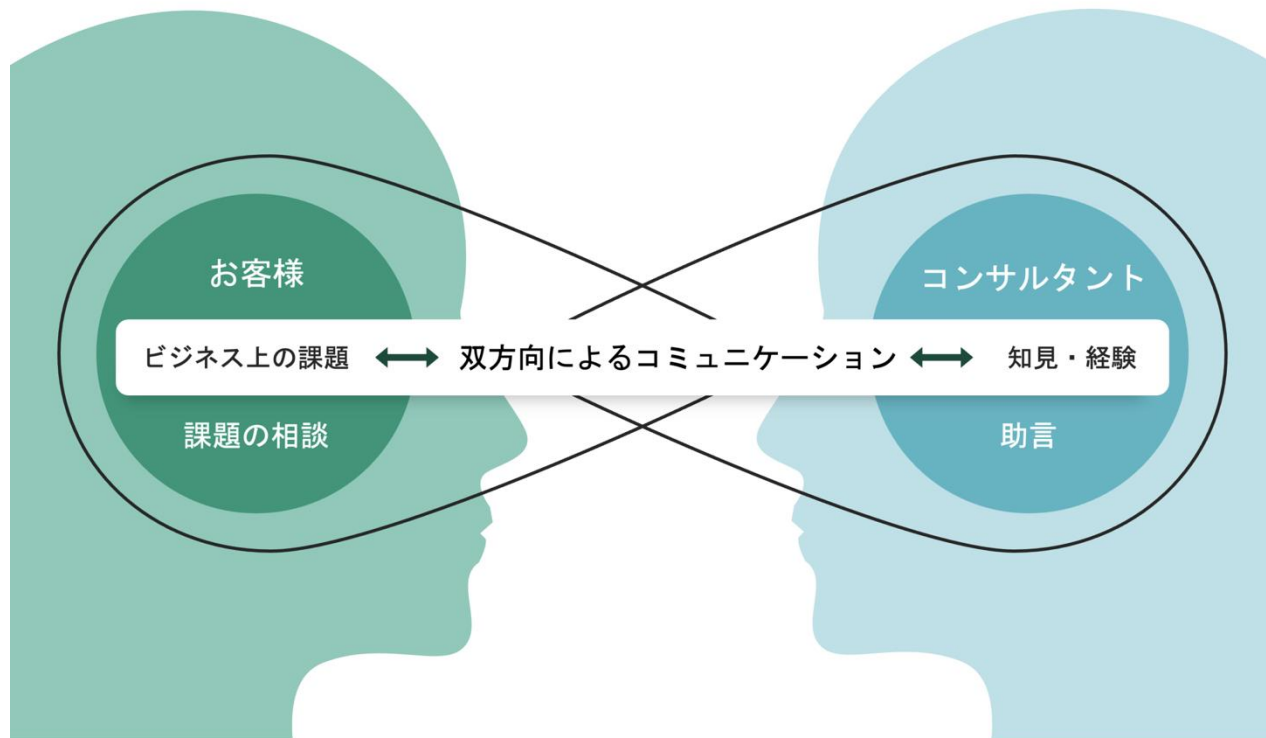 お客様
コンサルタント
ビジネス上の課題
双方向によるコミュニケーション
知見・経験
課題の相談
助言